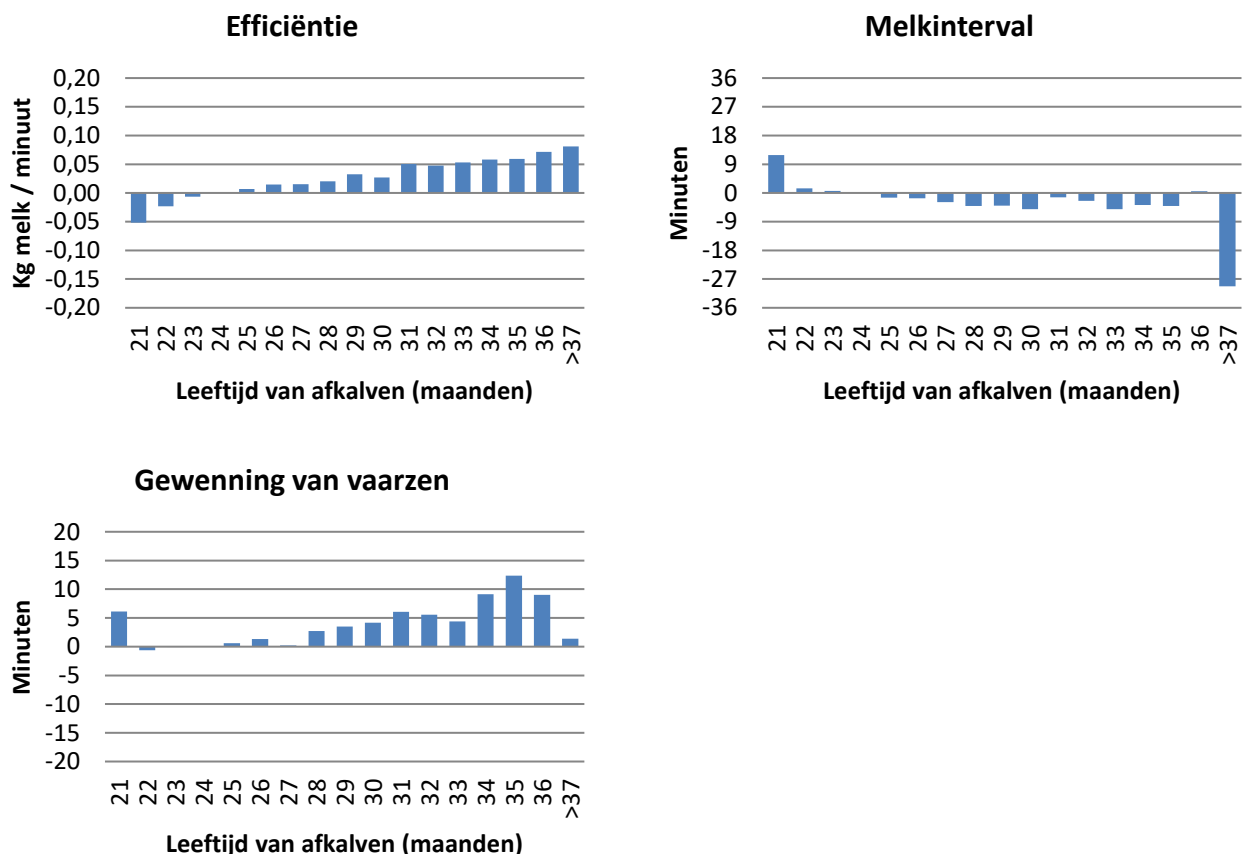 Efficiëntie
Kg melk / minuut
0,20
0,15
0,10
0,05
0,00
-0,05
-0,10
-0,15
-0,20
21 22 23 24 25 26 27 28 29 30 31 32 33 34 35 36 >37
Leeftijd van afkalven (maanden)
Melkinterval
Minuten
36
27
18
9
0
-9
-18
-27
-36
21 22 23 24 25 26 27 28 29 30 31 32 33 34 35 36 >37
Leeftijd van afkalven (maanden)
Gewenning van vaarzen
Minuten
20
15
10
5
0
-5
-10
-15
-20
21 22 23 24 25 26 27 28 29 30 31 32 33 34 35 36 >37
Leeftijd van afkalven (maanden)